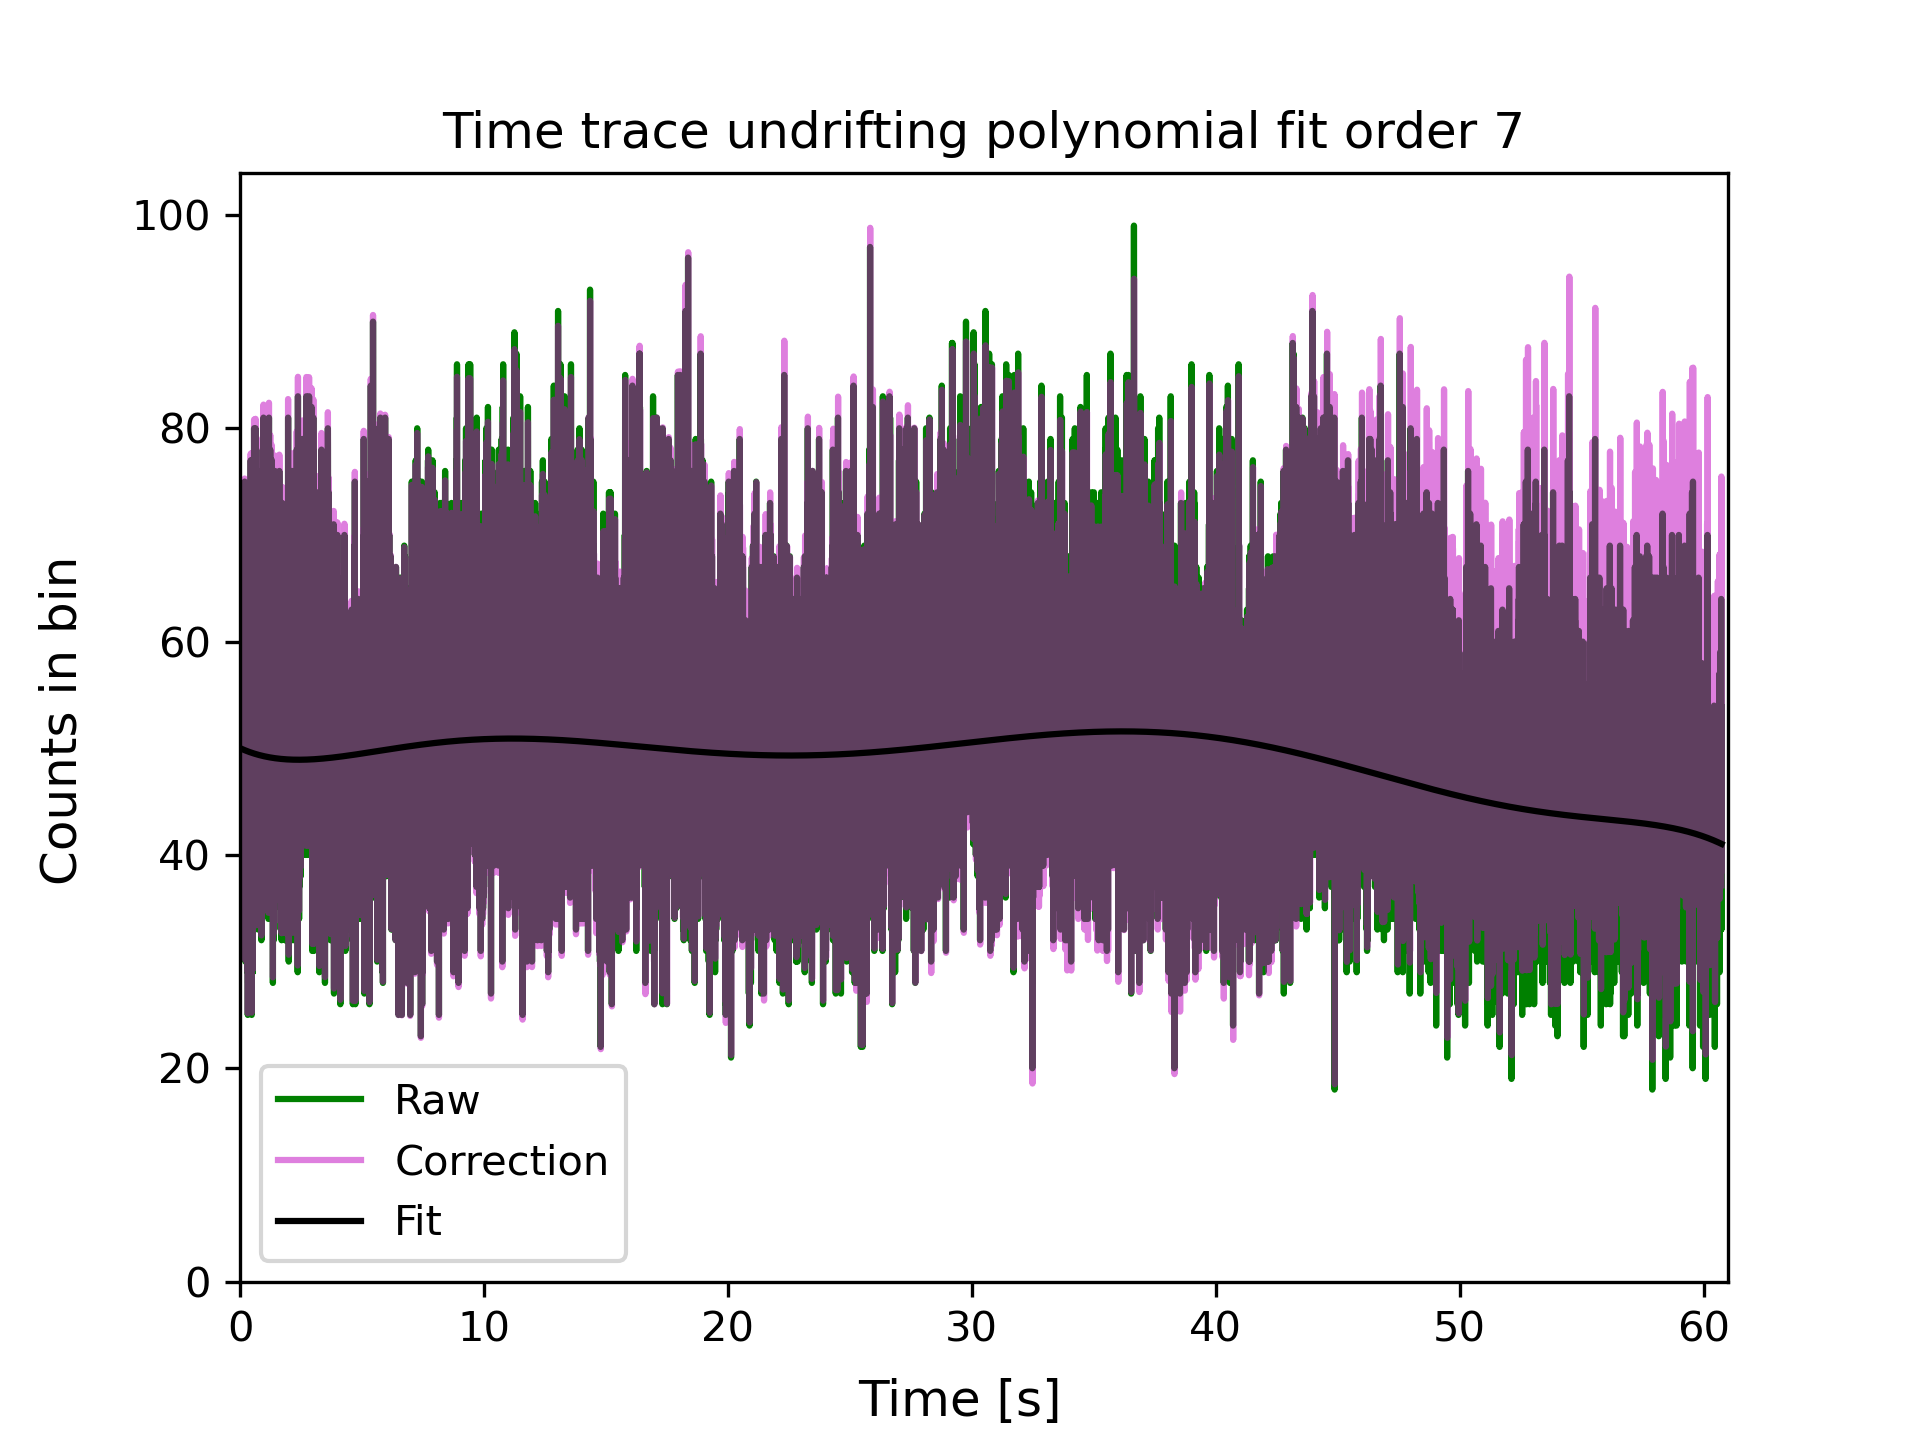 Time trace undrifting polynomial fit order 7
Counts in bin
100
80
60
40
20
0
Raw
Correction
Fit
0 10 20 30 40 50 60
Time [s]